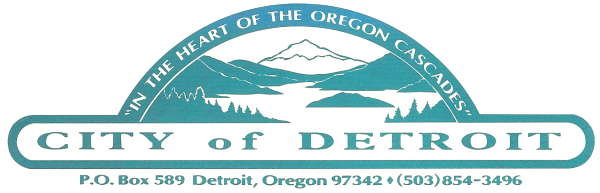 "IN THE HEART OF THE OREGON CASCADES"
CITY of DETROIT
P.O. Box 589 Detroit, Oregon 97342 ♦ (503)854-3496